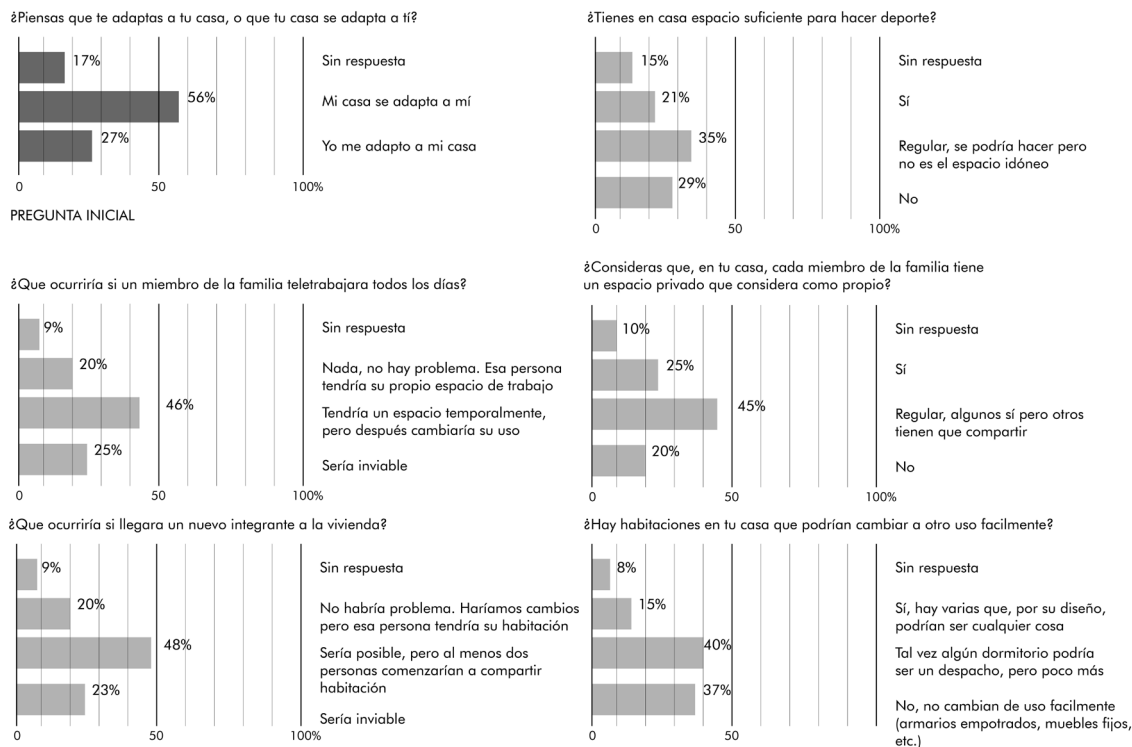 ¿Piensas que te adaptas a tu casa, o que tu casa se adapta a tí?
17%
Sin respuesta
56%
Mi casa se adapta a mí
27%
Yo me adapto a mi casa
0
50
100%
PREGUNTA INICIAL
¿Tienes en casa espacio suficiente para hacer deporte?
15%
Sin respuesta
21%
Sí
35%
Regular, se podría hacer pero
no es el espacio idóneo
29%
No
0
50
100%
¿Que ocurriría si un miembro de la familia teletrabajara todos los días?
9%
Sin respuesta
20%
Nada, no hay problema. Esa persona
tendría su propio espacio de trabajo
46%
Tendría un espacio temporalmente,
pero después cambiaría su uso
25%
Sería inviable
0
50
100%
¿Consideras que, en tu casa, cada miembro de la familia tiene
un espacio privado que considera como propio?
10%
Sin respuesta
25%
Sí
45%
Regular, algunos sí pero otros
tienen que compartir
20%
No
0
50
100%
¿Que ocurriría si llegara un nuevo integrante a la vivienda?
9%
Sin respuesta
20%
No habría problema. Haríamos cambios
pero esa persona tendría su habitación
48%
Sería posible, pero al menos dos
personas comenzarían a compartir
habitación
23%
Sería inviable
0
50
100%
¿Hay habitaciones en tu casa que podrían cambiar a otro uso facilmente?
8%
Sin respuesta
15%
Sí, hay varias que, por su diseño,
podrían ser cualquier cosa
40%
Tal vez algún dormitorio podría
ser un despacho, pero poco más
37%
No, no cambian de uso facilmente
(armarios empotrados, muebles fijos,
etc.)
0
50
100%